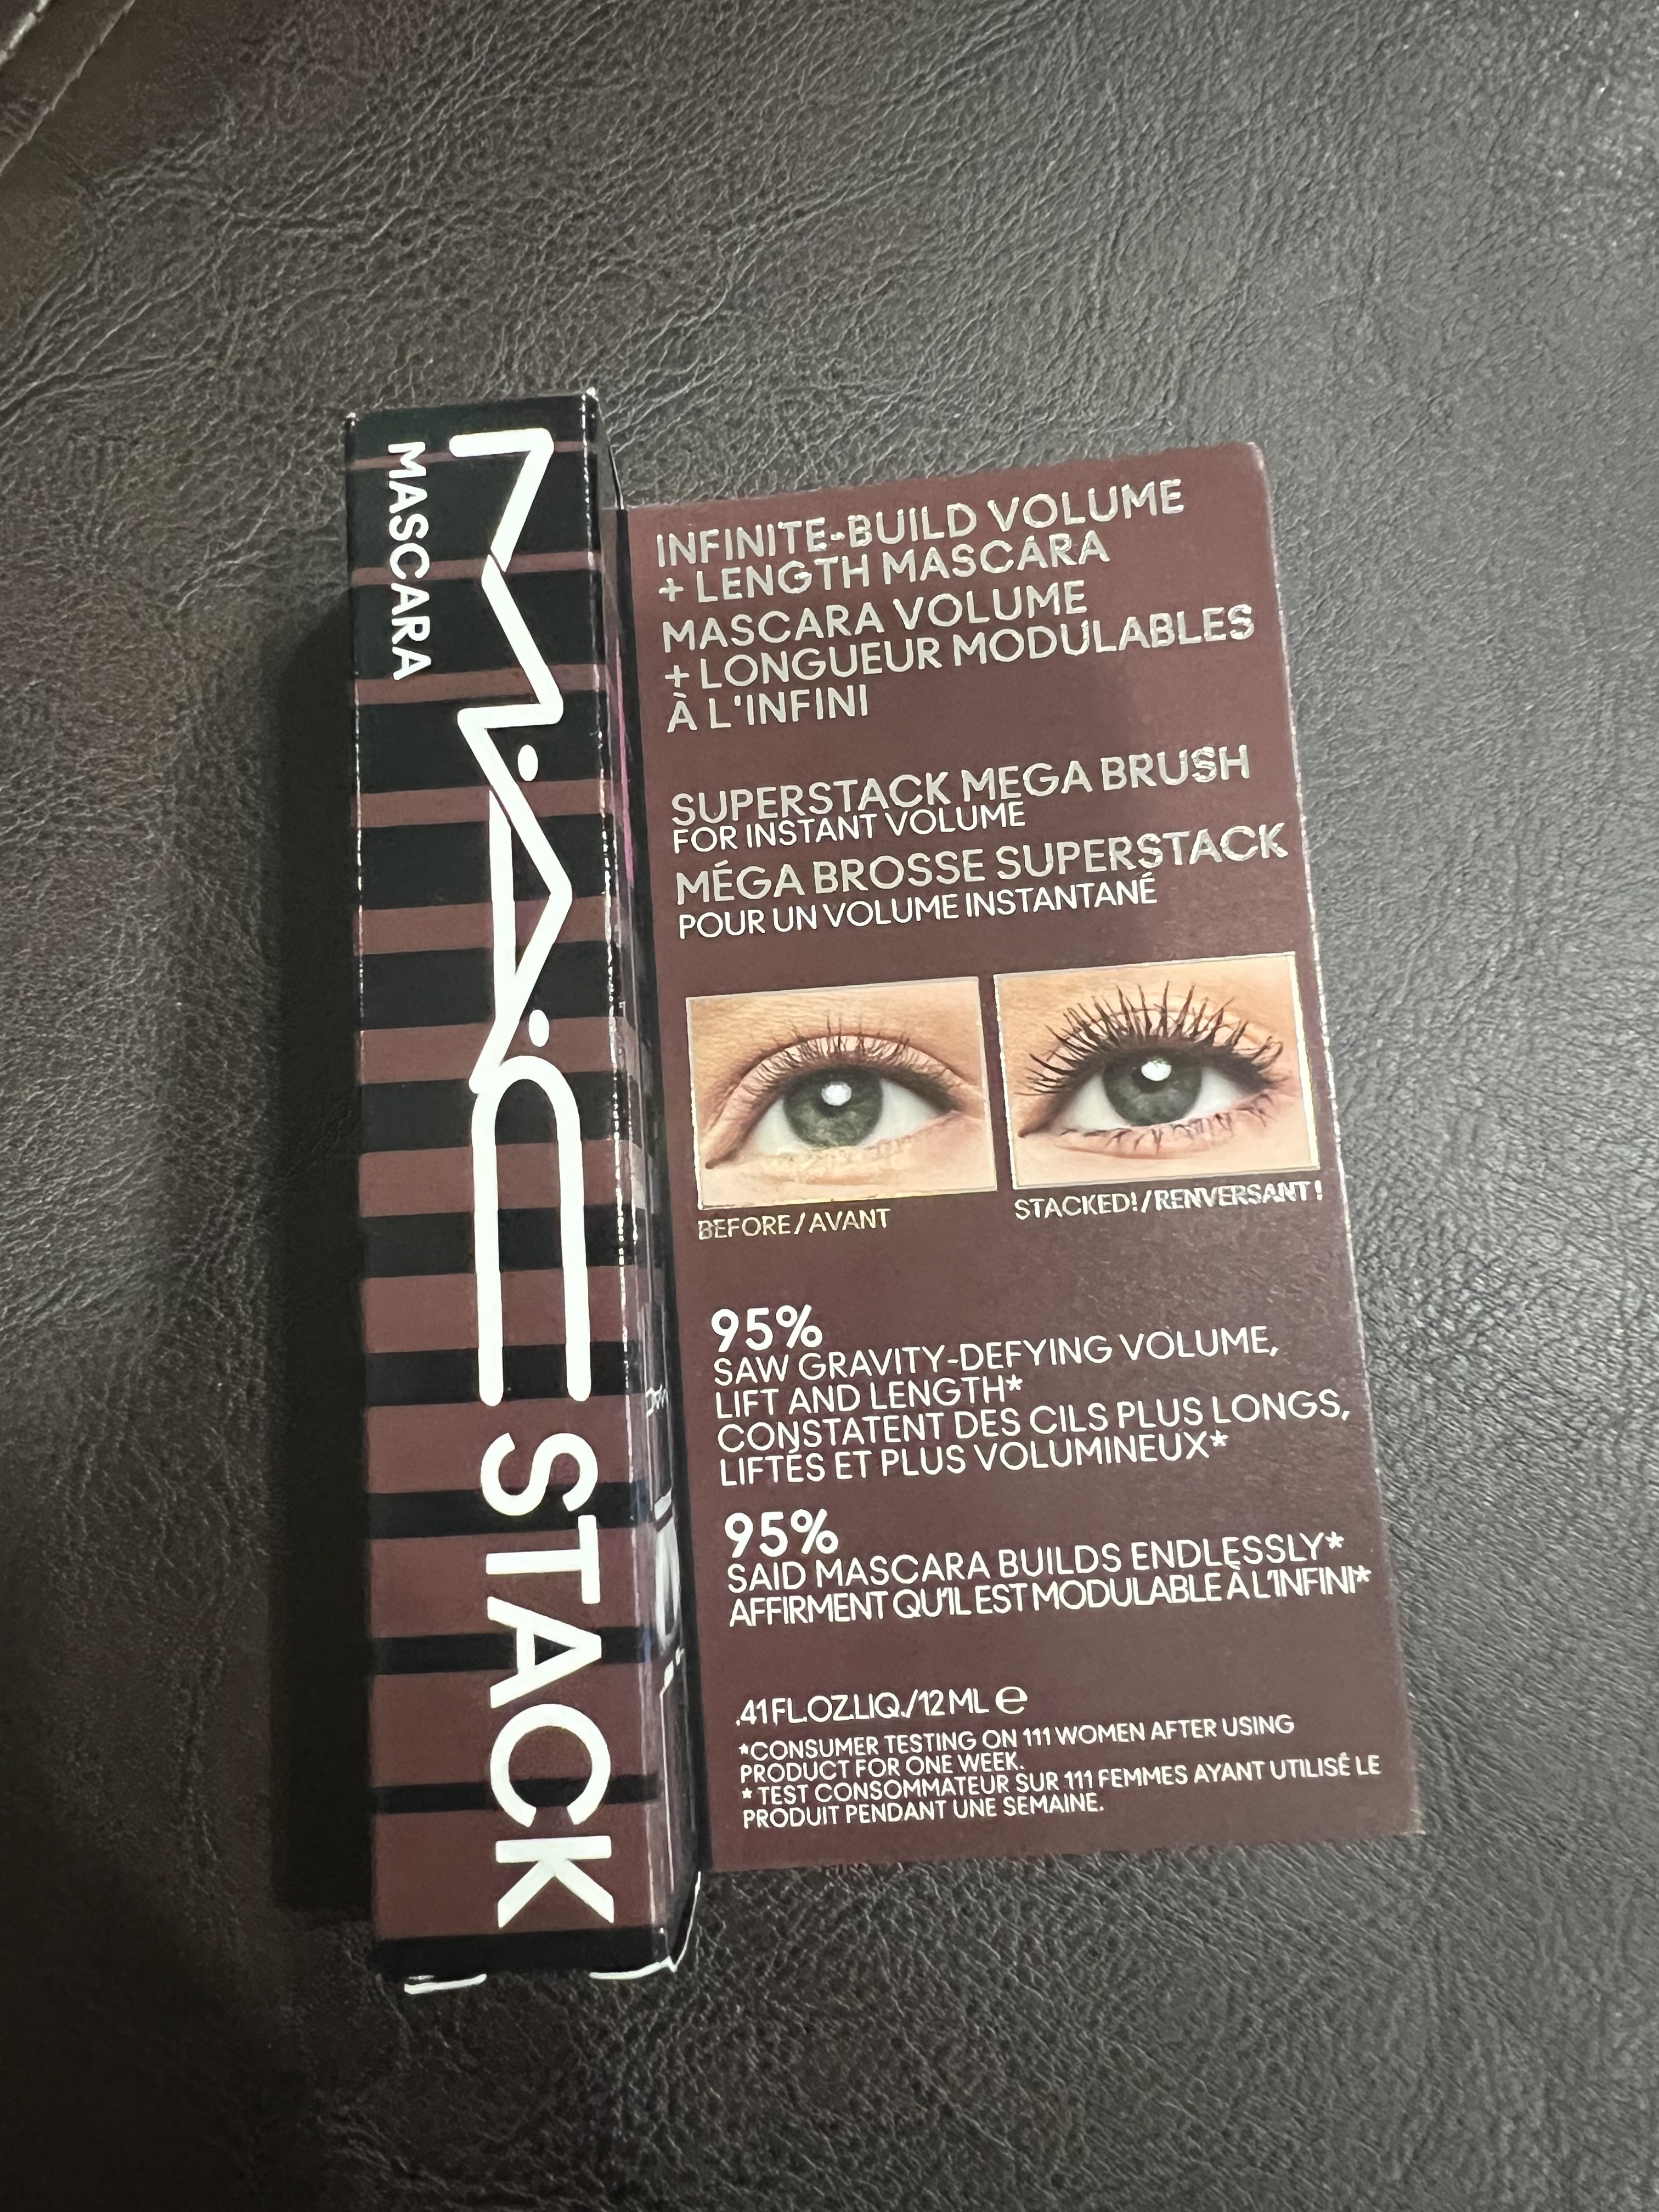 MASCARA
MAC STACK
INFINITE-BUILD VOLUME
+ LENGTH MASCARA
MASCARA VOLUME
+ LONGUEUR MODULABLES
À L'INFINI
SUPERSTACK MEGA BRUSH
FOR INSTANT VOLUME
MÉGA BROSSE SUPERSTACK
POUR UN VOLUME INSTANTANÉ
BEFORE/AVANT
STACKED!/RENVERSANT!
95%
SAW GRAVITY-DEFYING VOLUME,
LIFT AND LENGTH*
CONSTATENT DES CILS PLUS LONGS,
LIFTÉS ET PLUS VOLUMINEUX*
95%
SAID MASCARA BUILDS ENDLESSLY*
AFFIRMENT QU'IL EST MODULABLE À L'INFINI*
.41 FL.OZ.LIQ./12 ML ℮
*CONSUMER TESTING ON 111 WOMEN AFTER USING
PRODUCT FOR ONE WEEK.
* TEST CONSOMMATEUR SUR 111 FEMMES AYANT UTILISÉ LE
PRODUIT PENDANT UNE SEMAINE.